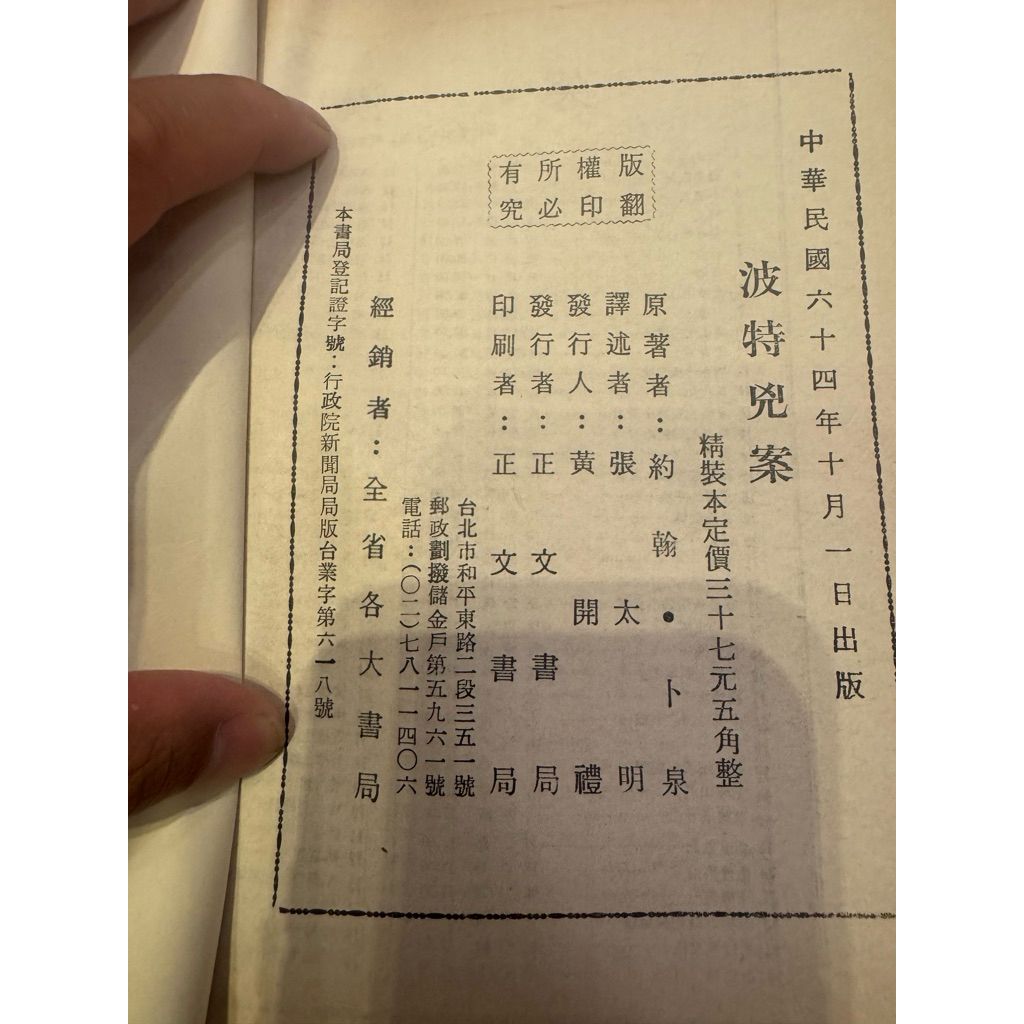 中華民國六十四年十月一日出版
波特兇案
精裝本定價三十七元五角整
版權所有
翻印必究
原著者：約翰・卜泉
譯述者：張太明
發行人：黃開禮
發行者：正文書局
印刷者：正文書局
台北市和平東路二段三五一號
郵政劃撥儲金戶第五九六一號
電話：(〇二)七八一一四〇六
經銷者：全省各大書局
本書局登記證字號：行政院新聞局局版台業字第六一八號